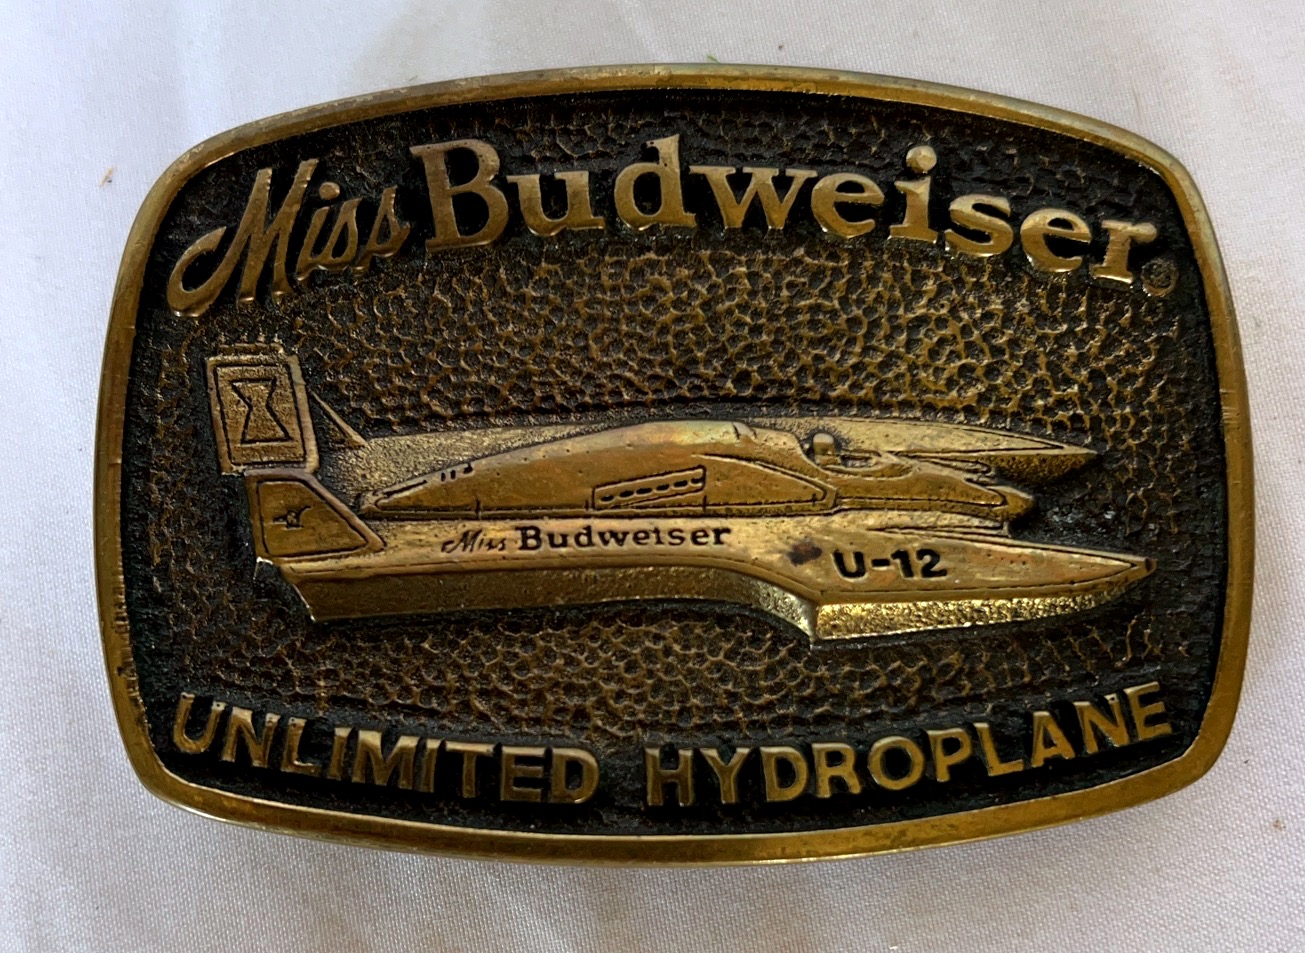 Miss Budweiser®
Miss Budweiser
U-12
UNLIMITED HYDROPLANE